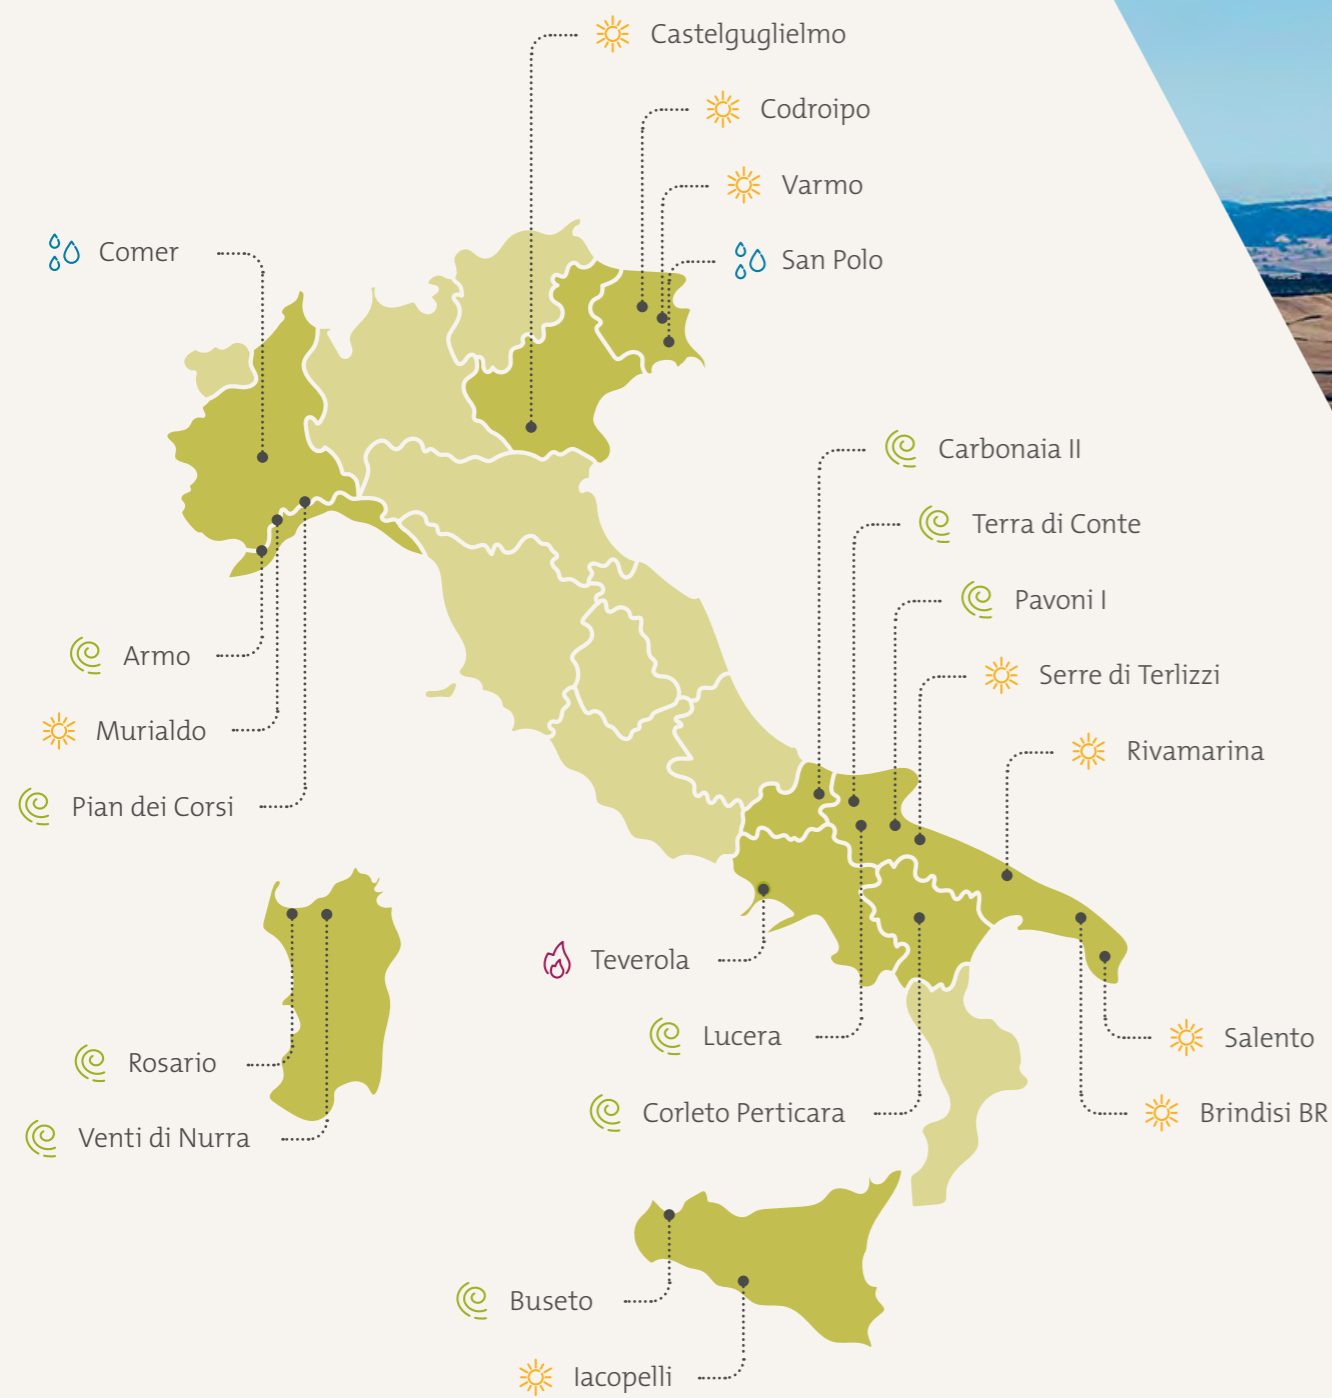 Castelguglielmo
Codroipo
Varmo
Comer
San Polo
Carbonaia II
Terra di Conte
Pavoni I
Armo
Serre di Terlizzi
Murialdo
Rivamarina
Pian dei Corsi
Teverola
Lucera
Salento
Rosario
Corleto Perticara
Brindisi BR
Venti di Nurra
Buseto
Iacopelli